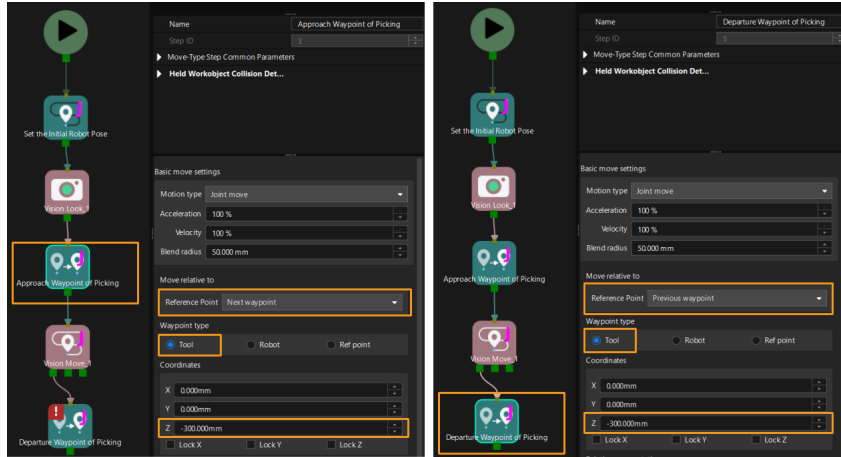 Name Approach Waypoint of Picking
Step ID 3
Move-Type Step Common Parameters
Held Workobject Collision Det...
Set the Initial Robot Pose
Basic move settings
Motion type Joint move
Acceleration 100 %
Vision Look_1
Velocity 100 %
Blend radius 50.000 mm
Move relative to
Approach Waypoint of Picking
Reference Point Next waypoint
Waypoint type
Tool Robot Ref point
Vision Move_1
Coordinates
X 0.000mm
Y 0.000mm
Z -300.000mm
Departure Waypoint of Picking
Lock X Lock Y Lock Z
Name Departure Waypoint of Picking
Step ID 5
Move-Type Step Common Parameters
Held Workobject Collision Det...
Set the Initial Robot Pose
Basic move settings
Motion type Joint move
Vision Look_1
Acceleration 100 %
Velocity 100 %
Blend radius 50.000 mm
Approach Waypoint of Picking
Move relative to
Reference Point Previous waypoint
Waypoint type
Tool Robot Ref point
Vision Move_1
Coordinates
X 0.000mm
Y 0.000mm
Z -300.000mm
Departure Waypoint of Picking
Lock X Lock Y Lock Z